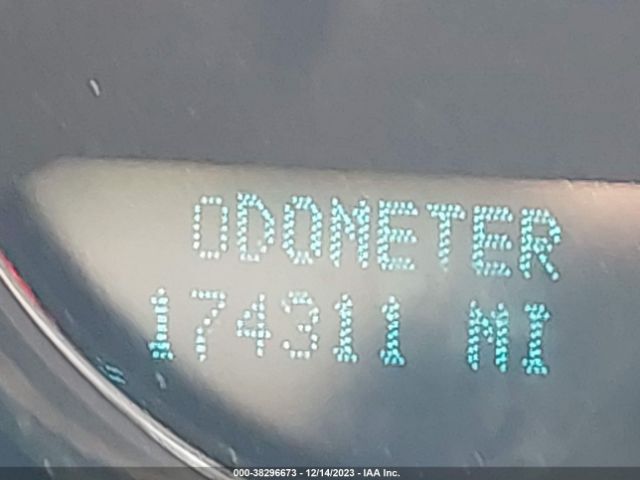 ODOMETER
174311 MI
000-38296673 - 12/14/2023 - IAA Inc.